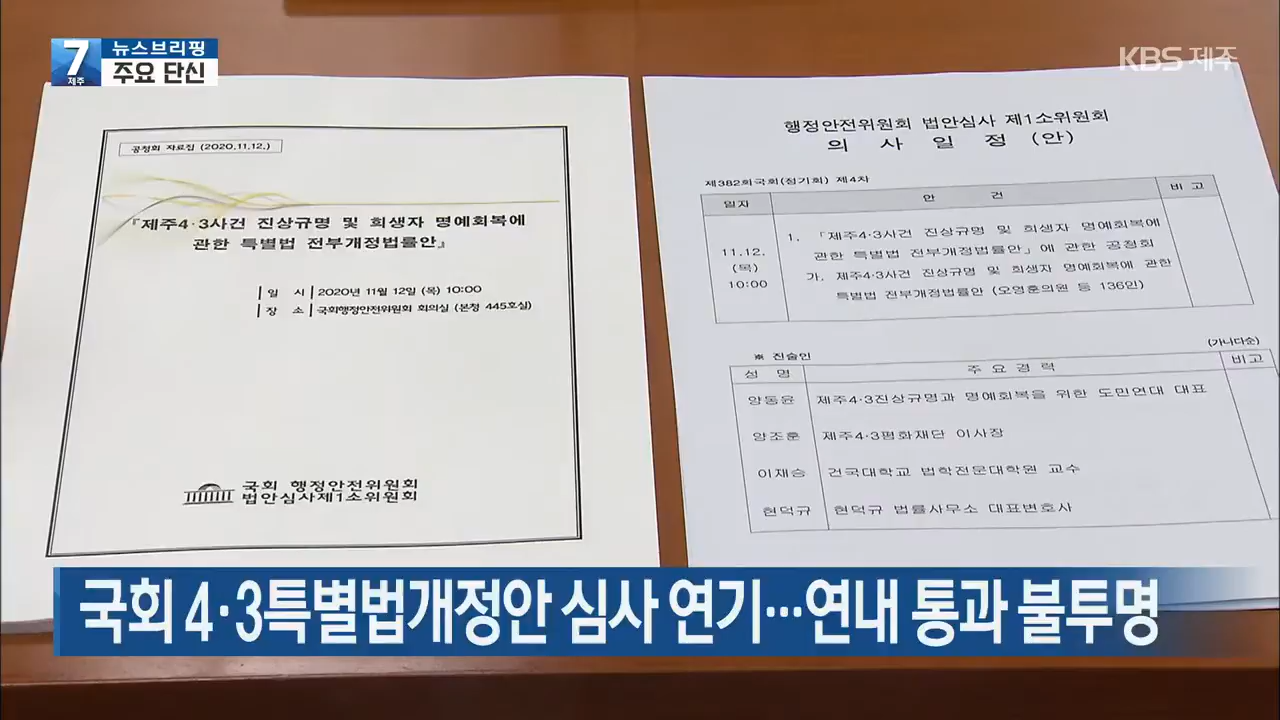 7
제주
뉴스브리핑
주요 단신
KBS 제주
공청회 자료집 (2020.11.12.)
『제주4·3사건 진상규명 및 희생자 명예회복에
관한 특별법 전부개정법률안』
일 시 2020년 11월 12일 (목) 10:00
장 소 국회행정안전위원회 회의실 (본청 445호실)
국회 행정안전위원회
법안심사제1소위원회
행정안전위원회 법안심사 제1소위원회
의 사 일 정 (안)
제382회국회(정기회) 제4차
일자 안 건 비 고
11.12.
(목)
10:00
1. 「제주4·3사건 진상규명 및 희생자 명예회복에
관한 특별법 전부개정법률안」에 관한 공청회
가. 제주4·3사건 진상규명 및 희생자 명예회복에 관한
특별법 전부개정법률안 (오영훈의원 등 136인)
※ 진술인 (가나다순)
성 명 주 요 경 력 비고
양동윤 제주4·3진상규명과 명예회복을 위한 도민연대 대표
양조훈 제주4·3평화재단 이사장
이재승 건국대학교 법학전문대학원 교수
현덕규 현덕규 법률사무소 대표변호사
국회 4·3특별법개정안 심사 연기…연내 통과 불투명